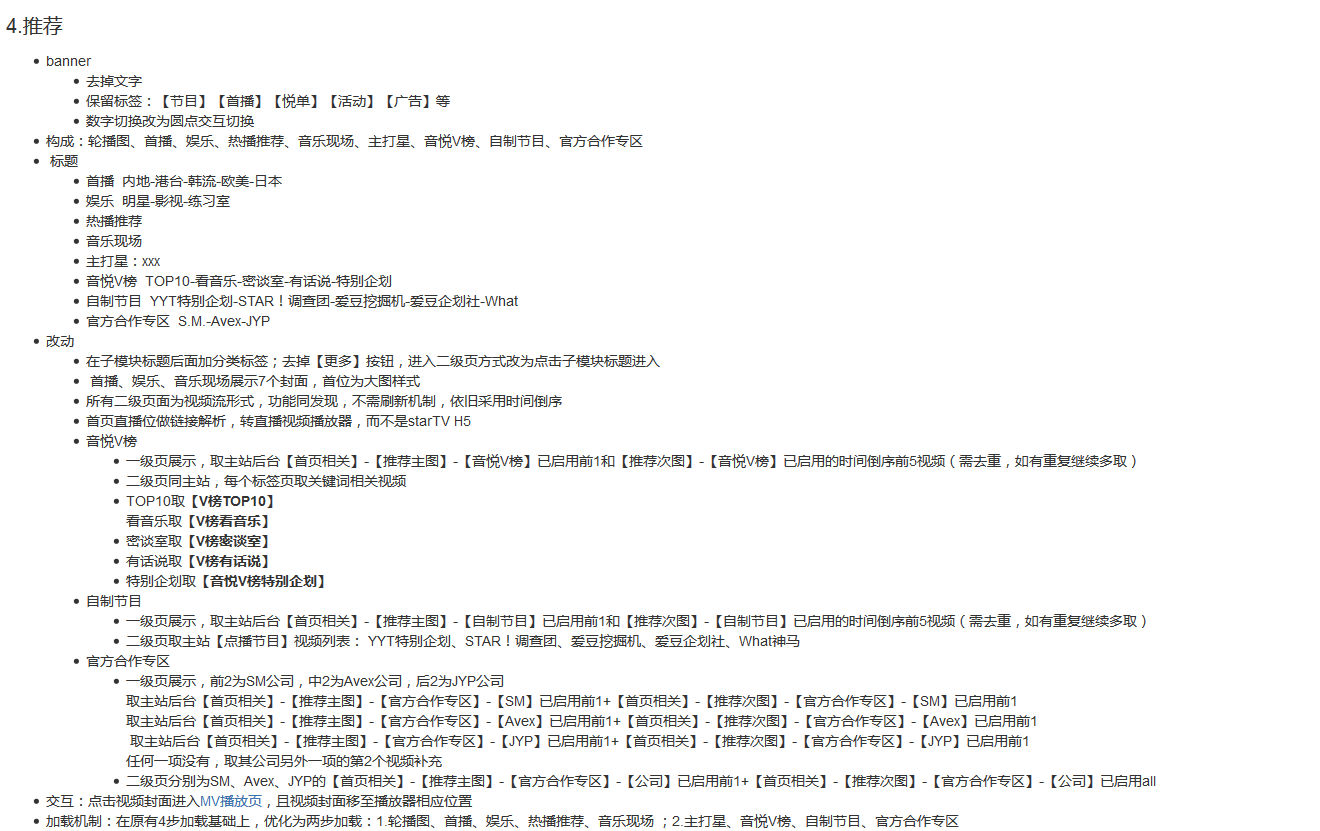 4.推荐
banner
去掉文字
保留标签：【节目】【首播】【悦单】【活动】【广告】等
数字切换改为圆点交互切换
构成：轮播图、首播、娱乐、热播推荐、音乐现场、主打星、音悦V榜、自制节目、官方合作专区
标题
首播 内地-港台-韩流-欧美-日本
娱乐 明星-影视-练习室
热播推荐
音乐现场
主打星：xxx
音悦V榜 TOP10-看音乐-密谈室-有话说-特别企划
自制节目 YYT特别企划-STAR！调查团-爱豆挖掘机-爱豆企划社-What
官方合作专区 S.M.-Avex-JYP
改动
在子模块标题后面加分类标签；去掉【更多】按钮，进入二级页方式改为点击子模块标题进入
首播、娱乐、音乐现场展示7个封面，首位为大图样式
所有二级页面为视频流形式，功能同发现，不需刷新机制，依旧采用时间倒序
首页直播位做链接解析，转直播视频播放器，而不是starTV H5
音悦V榜
一级页展示，取主站后台【首页相关】-【推荐主图】-【音悦V榜】已启用前1和【推荐次图】-【音悦V榜】已启用的时间倒序前5视频（需去重，如有重复继续多取）
二级页同主站，每个标签页取关键词相关视频
TOP10取【V榜TOP10】
看音乐取【V榜看音乐】
密谈室取【V榜密谈室】
有话说取【V榜有话说】
特别企划取【音悦V榜特别企划】
自制节目
一级页展示，取主站后台【首页相关】-【推荐主图】-【自制节目】已启用前1和【推荐次图】-【自制节目】已启用的时间倒序前5视频（需去重，如有重复继续多取）
二级页取主站【点播节目】视频列表： YYT特别企划、STAR！调查团、爱豆挖掘机、爱豆企划社、What神马
官方合作专区
一级页展示，前2为SM公司，中2为Avex公司，后2为JYP公司
取主站后台【首页相关】-【推荐主图】-【官方合作专区】-【SM】已启用前1+【首页相关】-【推荐次图】-【官方合作专区】-【SM】已启用前1
取主站后台【首页相关】-【推荐主图】-【官方合作专区】-【Avex】已启用前1+【首页相关】-【推荐次图】-【官方合作专区】-【Avex】已启用前1
取主站后台【首页相关】-【推荐主图】-【官方合作专区】-【JYP】已启用前1+【首页相关】-【推荐次图】-【官方合作专区】-【JYP】已启用前1
任何一项没有，取其公司另外一项的第2个视频补充
二级页分别为SM、Avex、JYP的【首页相关】-【推荐主图】-【官方合作专区】-【公司】已启用前1+【首页相关】-【推荐次图】-【官方合作专区】-【公司】已启用all
交互：点击视频封面进入MV播放页，且视频封面移至播放器相应位置
加载机制：在原有4步加载基础上，优化为两步加载：1.轮播图、首播、娱乐、热播推荐、音乐现场 ；2.主打星、音悦V榜、自制节目、官方合作专区